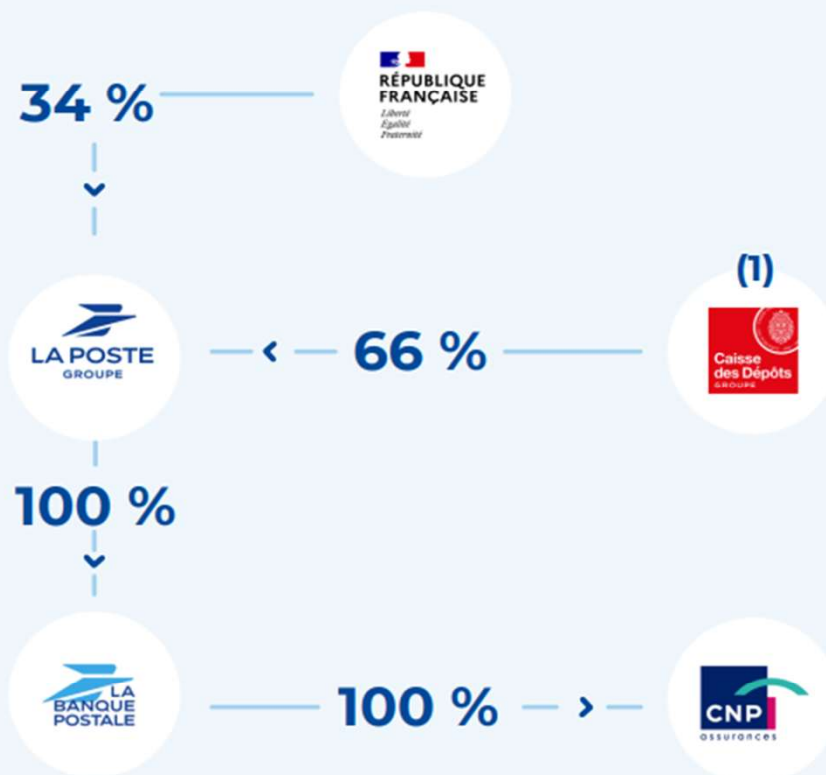 34 %
RÉPUBLIQUE
FRANÇAISE
Liberté
Égalité
Fraternité
(1)
LA POSTE
GROUPE
66 %
Caisse
des Dépôts
GROUPE
100 %
LA
BANQUE
POSTALE
100 %
CNP
assurances